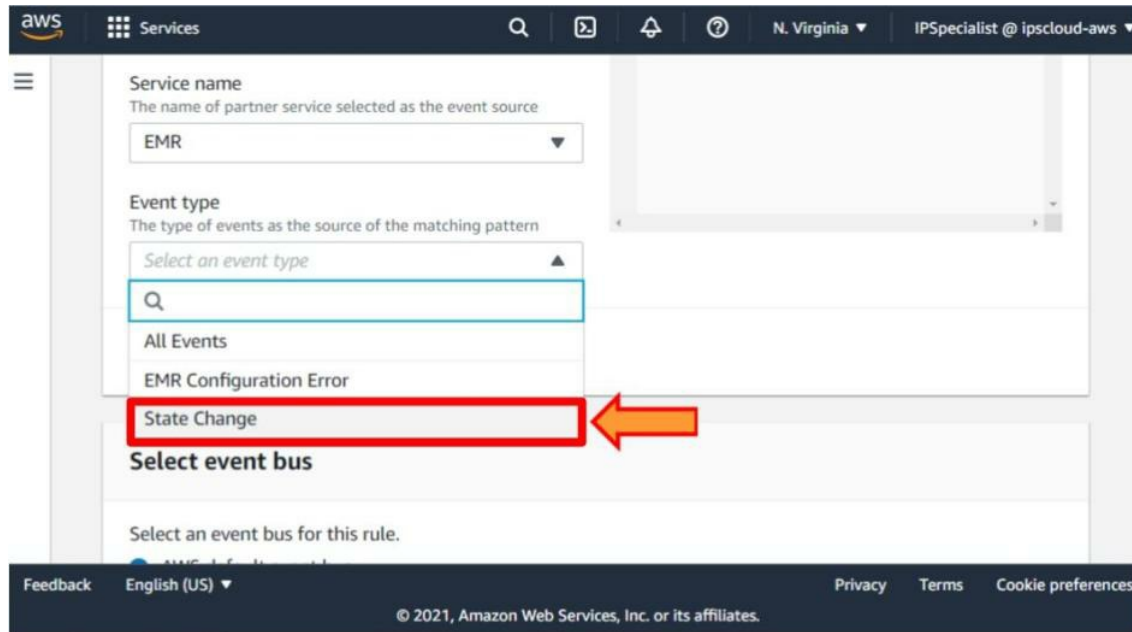 aws
Services
N. Virginia ▼
IPSpecialist @ ipscloud-aws ▼
Service name
The name of partner service selected as the event source
EMR
Event type
The type of events as the source of the matching pattern
Select an event type
All Events
EMR Configuration Error
State Change
Select event bus
Select an event bus for this rule.
Feedback
English (US) ▼
Privacy
Terms
Cookie preferences
© 2021, Amazon Web Services, Inc. or its affiliates.